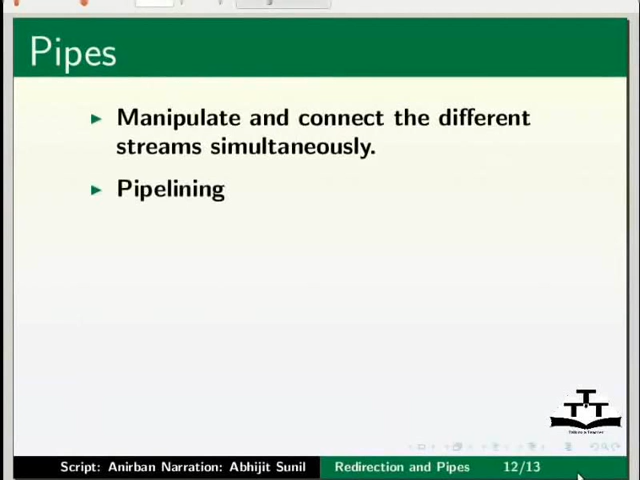 Pipes
Manipulate and connect the different
streams simultaneously.
Pipelining
TTT
Script: Anirban Narration: Abhijit Sunil Redirection and Pipes 12/13